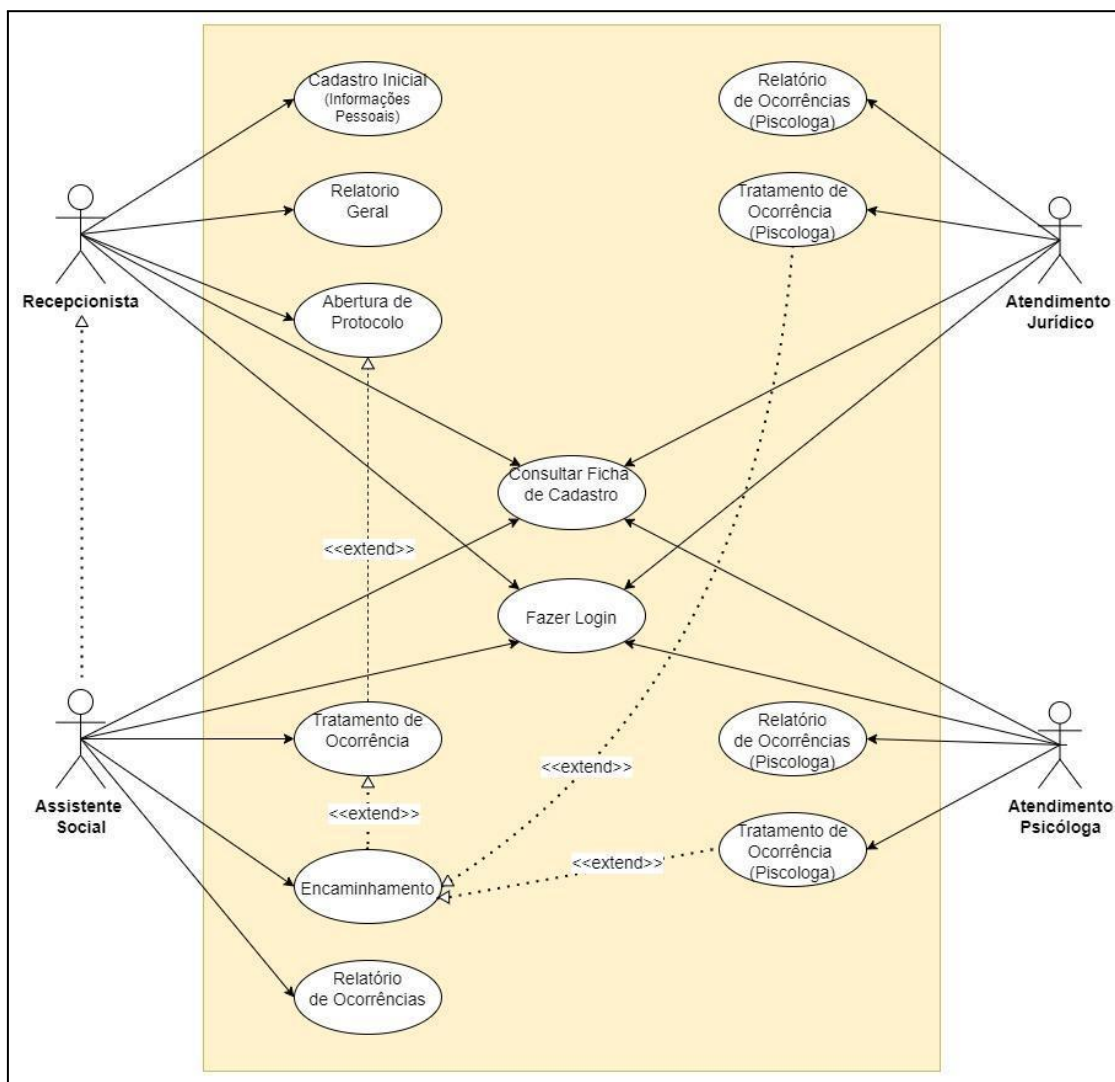 Cadastro Inicial
(Informações
Pessoais)
Relatório
de Ocorrências
(Piscologa)
Relatorio
Geral
Tratamento de
Ocorrência
(Piscologa)
Recepcionista
Abertura de
Protocolo
Atendimento
Jurídico
Consultar Ficha
de Cadastro
<<extend>>
Fazer Login
Tratamento de
Ocorrência
Relatório
de Ocorrências
(Piscologa)
<<extend>>
Assistente
Social
<<extend>>
Atendimento
Psicóloga
Tratamento de
Ocorrência
(Piscologa)
<<extend>>
Encaminhamento
Relatório
de Ocorrências